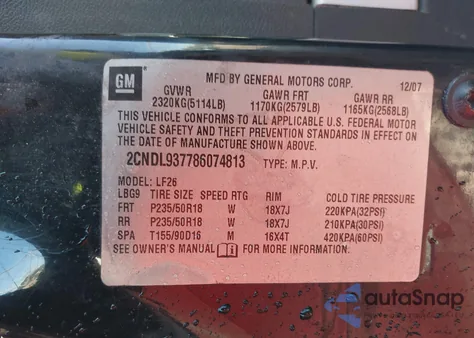 GM
MFD. BY GENERAL MOTORS CORP. 12/07
GVWR GAWR FRT GAWR RR
2320KG(5114LB) 1170KG(2579LB) 1165KG(2568LB)
THIS VEHICLE CONFORMS TO ALL APPLICABLE U.S. FEDERAL MOTOR
VEHICLE SAFETY AND THEFT PREVENTION STANDARDS IN EFFECT ON
THE DATE OF MANUFACTURE SHOWN ABOVE.
2CNDL937786074813 TYPE: M.P.V.
MODEL: LF26
LBG9 TIRE SIZE SPEED RTG RIM COLD TIRE PRESSURE
FRT P235/50R18 W 18X7J 220KPA(32PSI)
RR P235/50R18 W 18X7J 210KPA(30PSI)
SPA T155/90D16 M 16X4T 420KPA(60PSI)
SEE OWNER'S MANUAL FOR MORE INFORMATION.
autoSnap